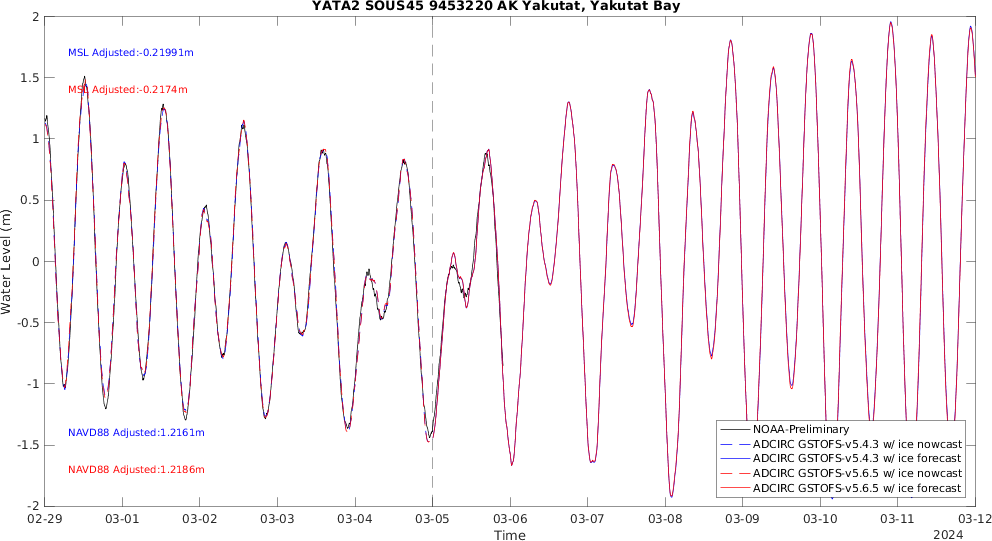 YATA2 SOUS45 9453220 AK Yakutat, Yakutat Bay
2
1.5
1
0.5
0
-0.5
-1
-1.5
-2
Water Level (m)
MSL Adjusted:-0.21991m
MSL Adjusted:-0.2174m
NAVD88 Adjusted:1.2161m
NAVD88 Adjusted:1.2186m
NOAA-Preliminary
ADCIRC GSTOFS-v5.4.3 w/ ice nowcast
ADCIRC GSTOFS-v5.4.3 w/ ice forecast
ADCIRC GSTOFS-v5.6.5 w/ ice nowcast
ADCIRC GSTOFS-v5.6.5 w/ ice forecast
02-29 03-01 03-02 03-03 03-04 03-05 03-06 03-07 03-08 03-09 03-10 03-11 03-12
Time
2024